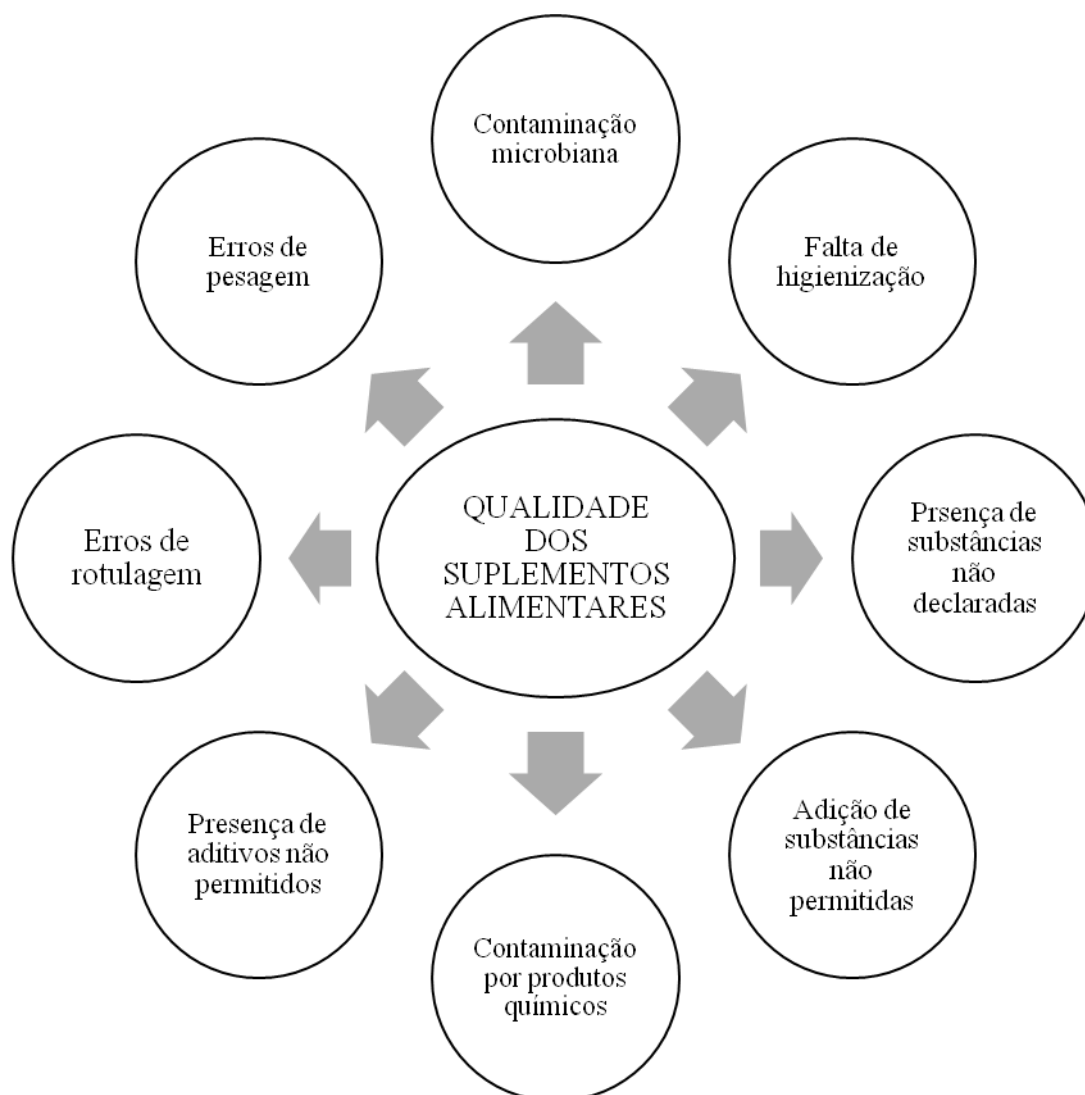 Contaminação
microbiana
Falta de
higienização
Prsença de
substâncias
não
declaradas
Adição de
substâncias
não
permitidas
Contaminação
por produtos
químicos
Presença de
aditivos não
permitidos
Erros de
rotulagem
Erros de
pesagem
QUALIDADE
DOS
SUPLEMENTOS
ALIMENTARES